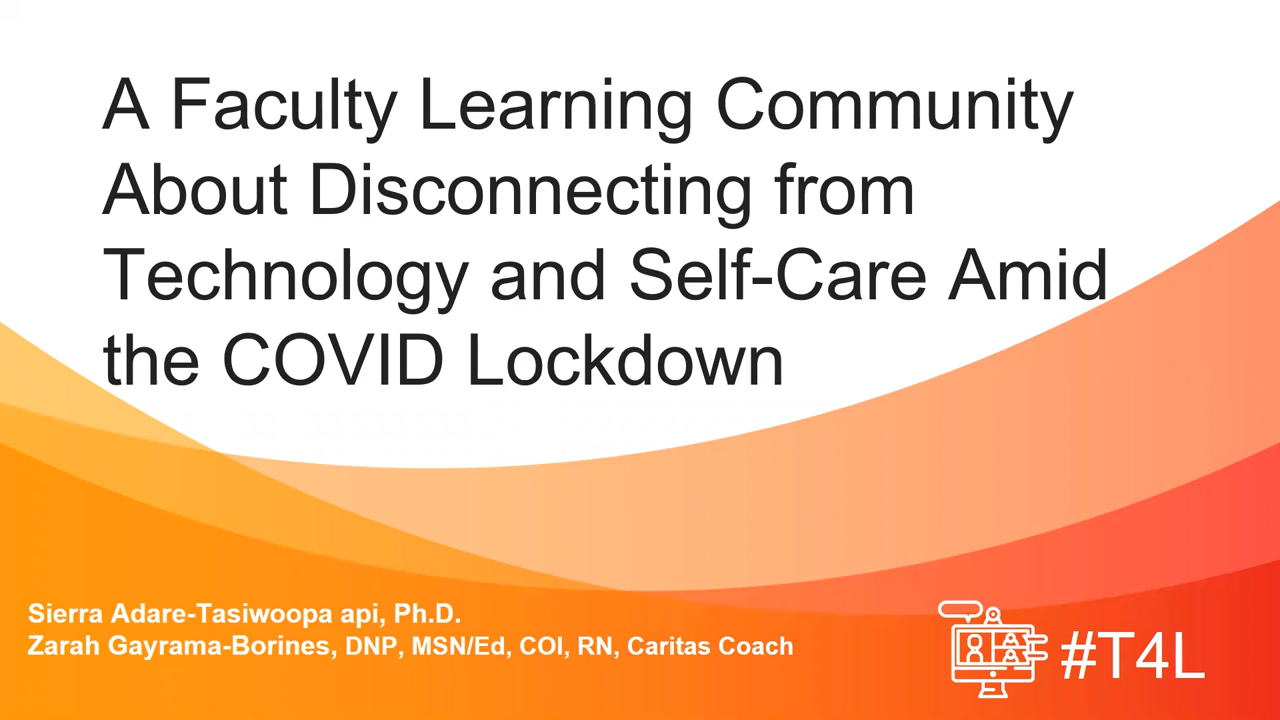 A Faculty Learning Community
About Disconnecting from
Technology and Self-Care Amid
the COVID Lockdown
Sierra Adare-Tasiwoopa api, Ph.D.
Zarah Gayrama-Borines, DNP, MSN/Ed, COI, RN, Caritas Coach
#T4L